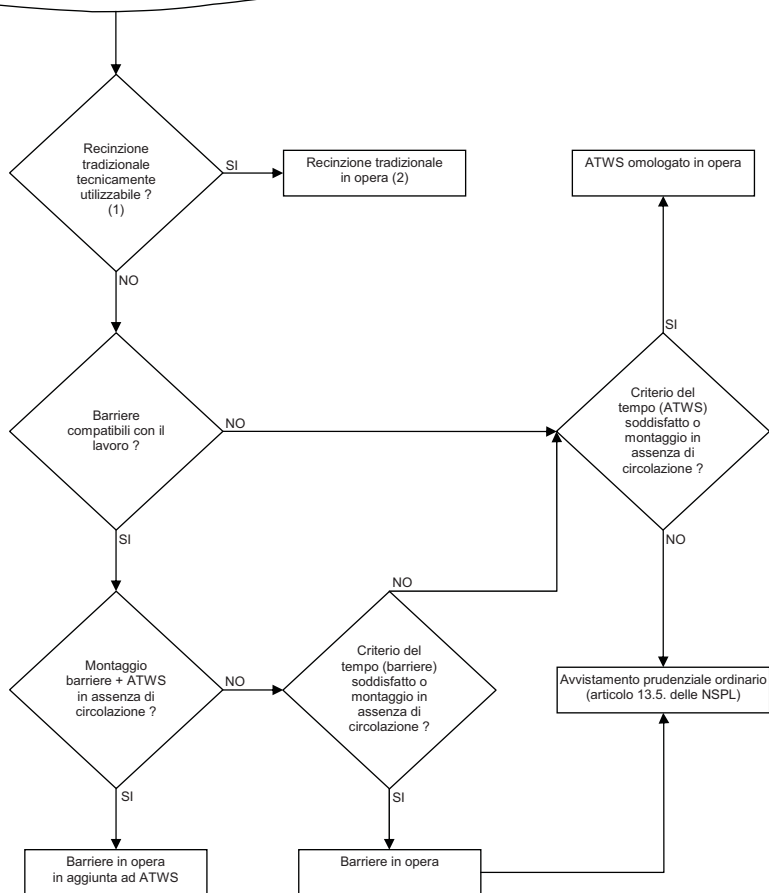 Recinzione
tradizionale
tecnicamente
utilizzabile ?
(1)
SI
Recinzione tradizionale
in opera (2)
ATWS omologato in opera
NO
SI
Barriere
compatibili con il
lavoro ?
NO
Criterio del
tempo (ATWS)
soddisfatto o
montaggio in
assenza di
circolazione ?
SI
NO
Montaggio
barriere + ATWS
in assenza di
circolazione ?
NO
Criterio del
tempo (barriere)
soddisfatto o
montaggio in
assenza di
circolazione ?
NO
Avvistamento prudenziale ordinario
(articolo 13.5. delle NSPL)
SI
SI
Barriere in opera
in aggiunta ad ATWS
Barriere in opera